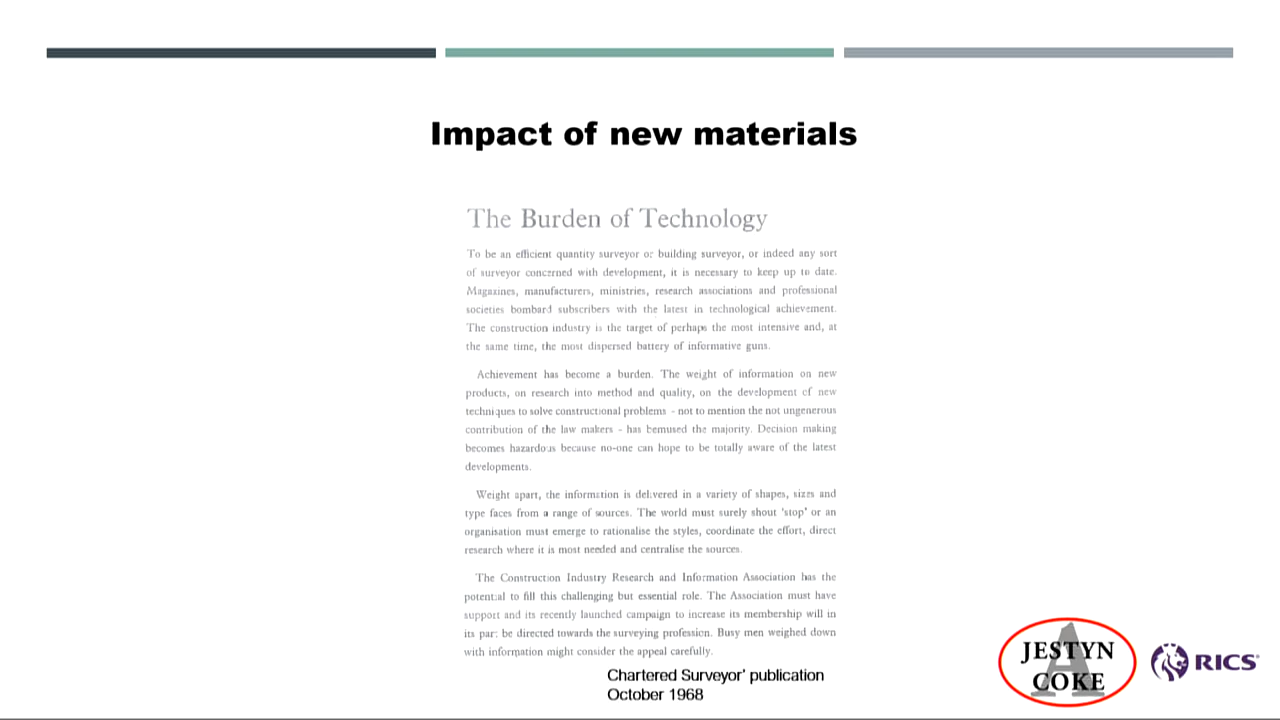 Impact of new materials
The Burden of Technology
To be an efficient quantity surveyor or building surveyor, or indeed any sort
of surveyor concerned with development, it is necessary to keep up to date.
Magazines, manufacturers, ministries, research associations and professional
societies bombard subscribers with the latest in technological achievement.
The construction industry is the target of perhaps the most intensive and, at
the same time, the most dispersed battery of informative guns.
Achievement has become a burden. The weight of information on new
products, on research into method and quality, on the development of new
techniques to solve constructional problems - not to mention the not ungenerous
contribution of the law makers - has bemused the majority. Decision making
becomes hazardous because no-one can hope to be totally aware of the latest
developments.
Weight apart, the information is delivered in a variety of shapes, sizes and
type faces from a range of sources. The world must surely shout 'stop' or an
organisation must emerge to rationalise the styles, coordinate the effort, direct
research where it is most needed and centralise the sources.
The Construction Industry Research and Information Association has the
potential to fill this challenging but essential role. The Association must have
support and its recently launched campaign to increase its membership will in
its part be directed towards the surveying profession. Busy men weighed down
with information might consider the appeal carefully.
Chartered Surveyor' publication
October 1968
A
JESTYN
COKE
RICS